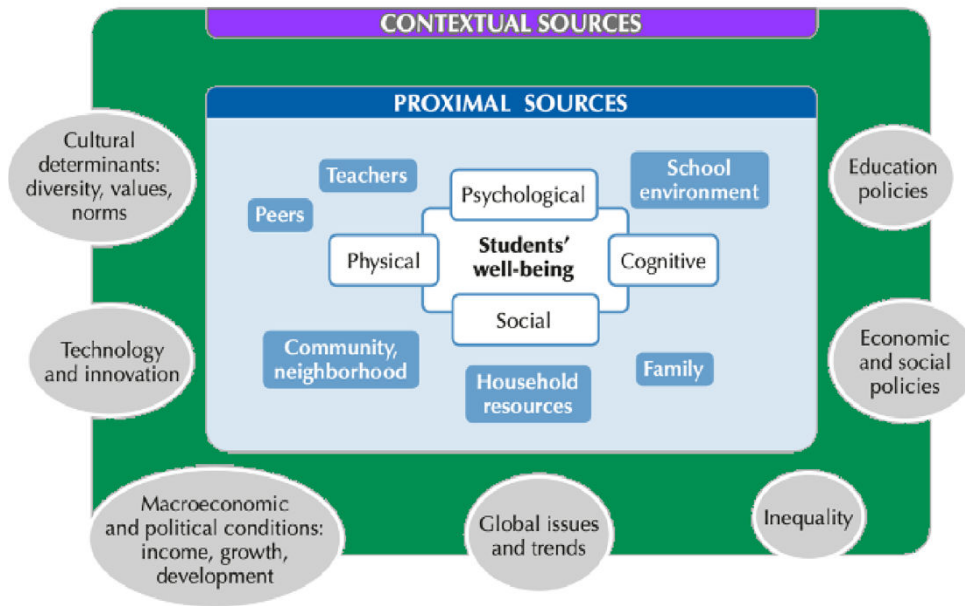 CONTEXTUAL SOURCES
PROXIMAL SOURCES
Cultural
determinants:
diversity, values,
norms
Teachers
Peers
Psychological
School
environment
Education
policies
Physical
Students’
well-being
Cognitive
Social
Technology
and innovation
Community,
neighborhood
Household
resources
Family
Economic
and social
policies
Macroeconomic
and political conditions:
income, growth,
development
Global issues
and trends
Inequality